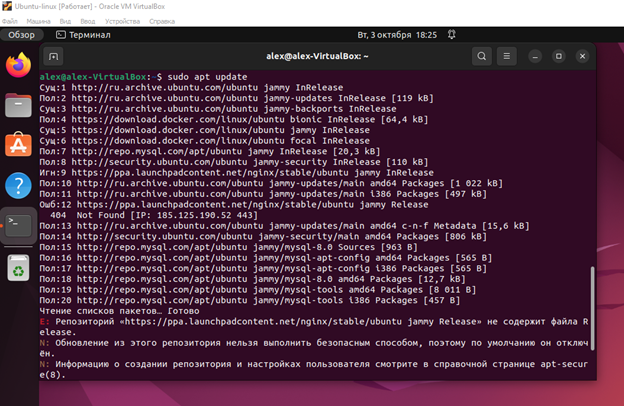 Ubuntu-linux [Работает] - Oracle VM VirtualBox
Файл Машина Вид Ввод Устройства Справка
Обзор Терминал Вт, 3 октября 18:25
alex@alex-VirtualBox: ~
alex@alex-VirtualBox:~$ sudo apt update
Сущ:1 http://ru.archive.ubuntu.com/ubuntu jammy InRelease
Пол:2 http://ru.archive.ubuntu.com/ubuntu jammy-updates InRelease [119 kB]
Сущ:3 http://ru.archive.ubuntu.com/ubuntu jammy-backports InRelease
Пол:4 https://download.docker.com/linux/ubuntu bionic InRelease [64,4 kB]
Сущ:5 https://download.docker.com/linux/ubuntu jammy InRelease
Сущ:6 https://download.docker.com/linux/ubuntu focal InRelease
Пол:7 http://repo.mysql.com/apt/ubuntu jammy InRelease [20,3 kB]
Пол:8 http://security.ubuntu.com/ubuntu jammy-security InRelease [110 kB]
Игн:9 https://ppa.launchpadcontent.net/nginx/stable/ubuntu jammy InRelease
Пол:10 http://ru.archive.ubuntu.com/ubuntu jammy-updates/main amd64 Packages [1 022 kB]
Пол:11 http://ru.archive.ubuntu.com/ubuntu jammy-updates/main i386 Packages [497 kB]
Ошб:12 https://ppa.launchpadcontent.net/nginx/stable/ubuntu jammy Release
404 Not Found [IP: 185.125.190.52 443]
Пол:13 http://ru.archive.ubuntu.com/ubuntu jammy-updates/main amd64 c-n-f Metadata [15,6 kB]
Пол:14 http://security.ubuntu.com/ubuntu jammy-security/main amd64 Packages [806 kB]
Пол:15 http://repo.mysql.com/apt/ubuntu jammy/mysql-8.0 Sources [963 B]
Пол:16 http://repo.mysql.com/apt/ubuntu jammy/mysql-apt-config amd64 Packages [565 B]
Пол:17 http://repo.mysql.com/apt/ubuntu jammy/mysql-apt-config i386 Packages [565 B]
Пол:18 http://repo.mysql.com/apt/ubuntu jammy/mysql-8.0 amd64 Packages [12,7 kB]
Пол:19 http://repo.mysql.com/apt/ubuntu jammy/mysql-tools amd64 Packages [8 011 B]
Пол:20 http://repo.mysql.com/apt/ubuntu jammy/mysql-tools i386 Packages [457 B]
Чтение списков пакетов… Готово
E: Репозиторий «https://ppa.launchpadcontent.net/nginx/stable/ubuntu jammy Release» не содержит файла R
elease.
N: Обновление из этого репозитория нельзя выполнить безопасным способом, поэтому по умолчанию он отключ
ён.
N: Информацию о создании репозитория и настройках пользователя смотрите в справочной странице apt-secur
e(8).